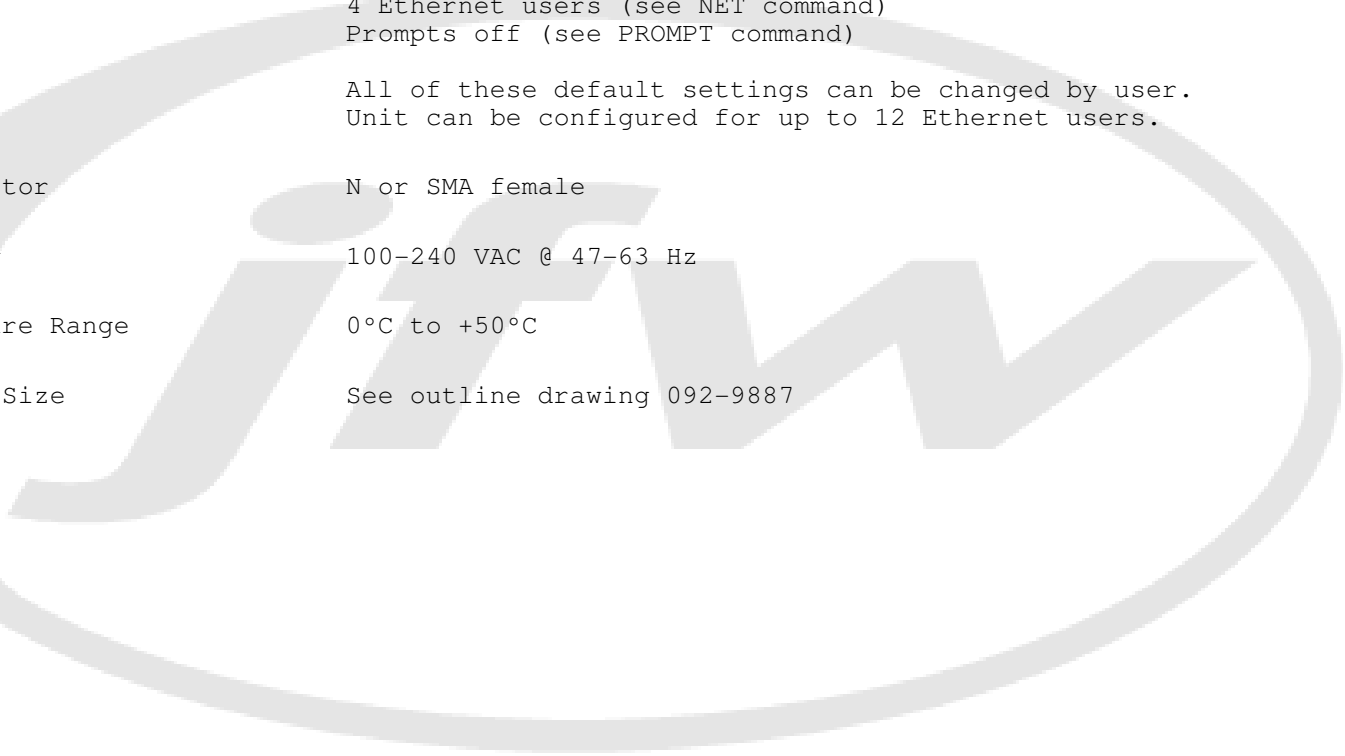 4 Ethernet users (see NET command)
Prompts off (see PROMPT command)
All of these default settings can be changed by user.
Unit can be configured for up to 12 Ethernet users.
tor N or SMA female
100-240 VAC @ 47-63 Hz
re Range 0°C to +50°C
Size See outline drawing 092-9887
jfw